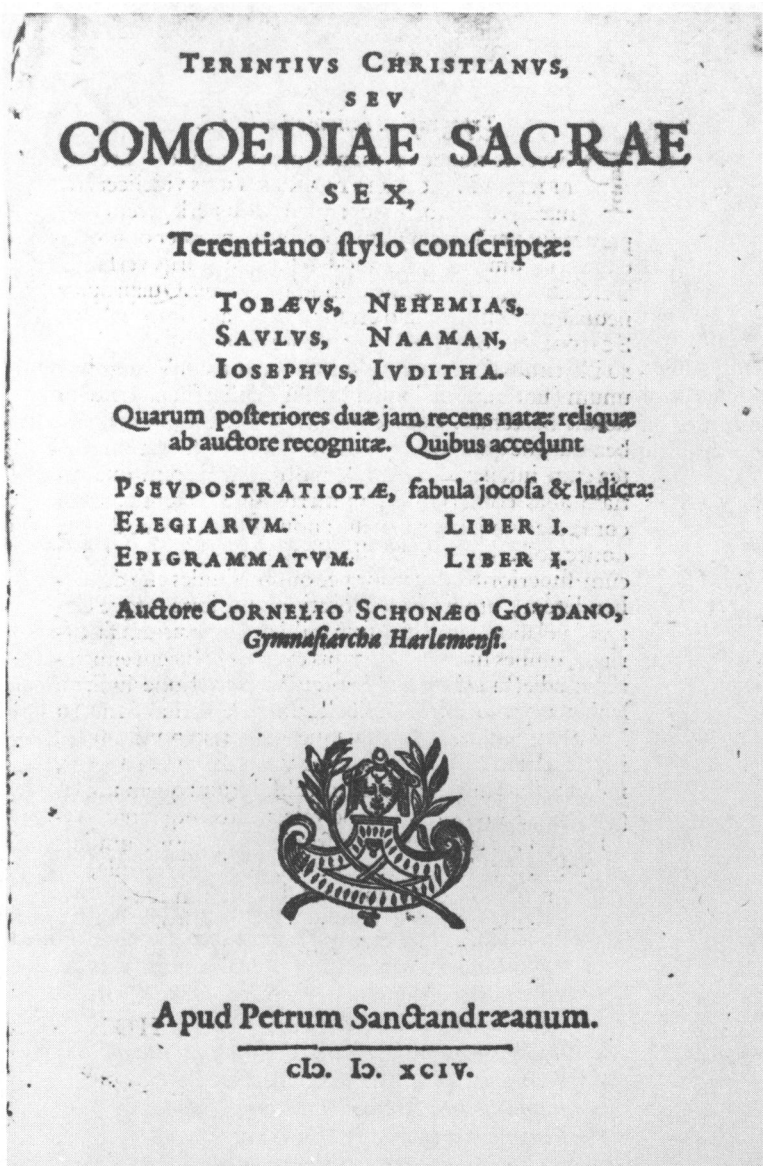 TERENTIVS CHRISTIANVS,
SEV
COMOEDIAE SACRAE
SEX,
Terentiano ſtylo conſcriptæ:
TOBÆVS, NEHEMIAS,
SAVLVS, NAAMAN,
IOSEPHVS, IVDITHA.
Quarum poſteriores duæ jam recens natæ: reliquæ
ab auctore recognitæ. Quibus accedunt
PSEVDOSTRATIOTÆ, fabula jocoſa & ludicra:
ELEGIARVM. LIBER I.
EPIGRAMMATVM. LIBER I.
Auctore CORNELIO SCHONÆO GOVDANO,
Gymnaſiarcha Harlemenſi.
Apud Petrum Sanctandræanum.
cIↄ. Iↄ. XCIV.